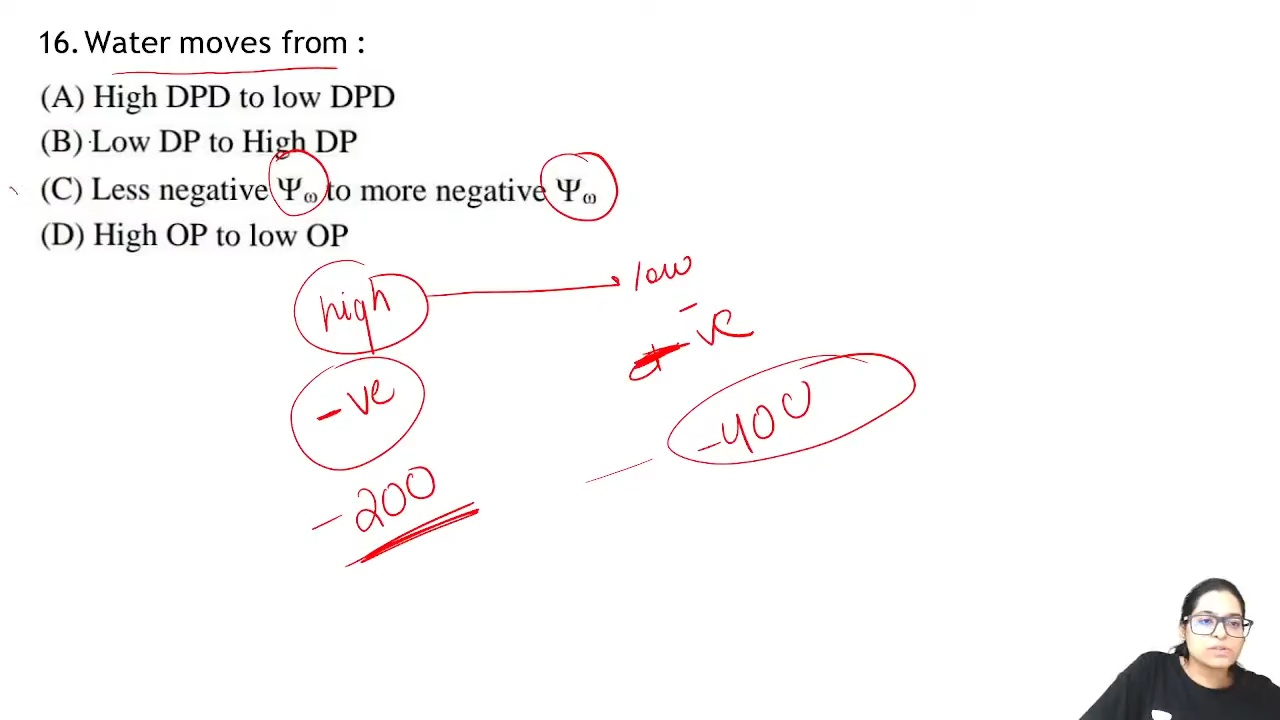 16. Water moves from :
(A) High DPD to low DPD
(B) Low DP to High DP
(C) Less negative Ψω to more negative Ψω
(D) High OP to low OP
high low
-ve -ve
-200 -400